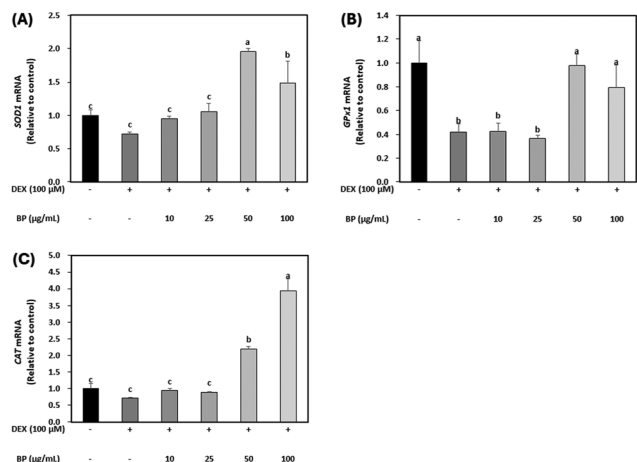 (A)
SOD1 mRNA
(Relative to control)
2.5
2.0
1.5
1.0
0.5
0.0
c
c
c
c
a
b
DEX (100 µM) - + + + + +
BP (µg/mL) - - 10 25 50 100
(B)
GPx1 mRNA
(Relative to control)
1.4
1.2
1.0
0.8
0.6
0.4
0.2
0.0
a
b
b
b
a
a
DEX (100 µM) - + + + + +
BP (µg/mL) - - 10 25 50 100
(C)
CAT mRNA
(Relative to control)
5.0
4.5
4.0
3.5
3.0
2.5
2.0
1.5
1.0
0.5
0.0
c
c
c
c
b
a
DEX (100 µM) - + + + + +
BP (µg/mL) - - 10 25 50 100